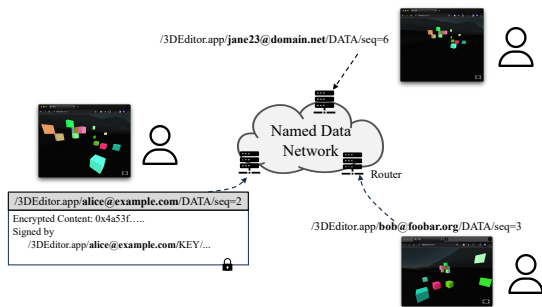 /3DEditor.app/jane23@domain.net/DATA/seq=6
Named Data
Network
Router
/3DEditor.app/alice@example.com/DATA/seq=2
Encrypted Content: 0x4a53f…..
Signed by
/3DEditor.app/alice@example.com/KEY/...
/3DEditor.app/bob@foobar.org/DATA/seq=3